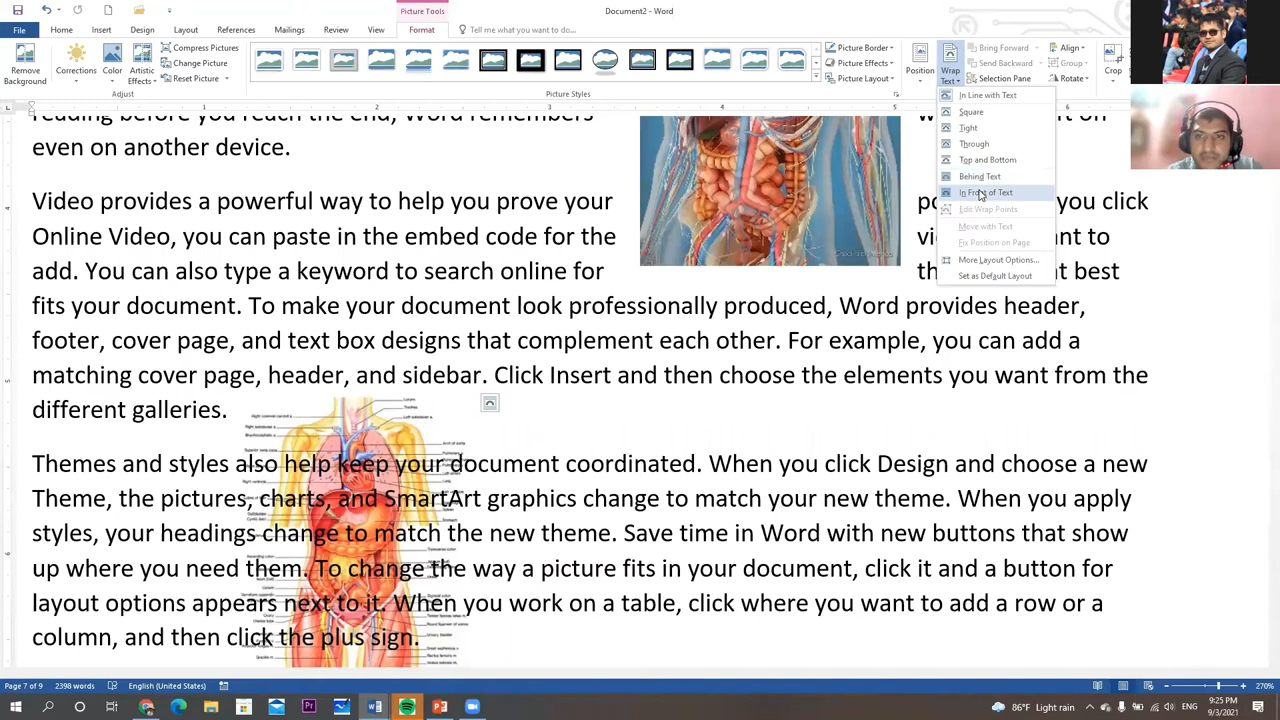 Document2 - Word
Picture Tools
File
Home
Insert
Design
Layout
References
Mailings
Review
View
Format
Tell me what you want to do...
Remove
Background
Corrections
Color
Artistic
Effects
Compress Pictures
Change Picture
Reset Picture
Adjust
Picture Styles
Picture Border
Picture Effects
Picture Layout
Position
Wrap
Text
Bring Forward
Send Backward
Selection Pane
Align
Group
Rotate
Crop
In Line with Text
Square
Tight
Through
Top and Bottom
Behind Text
In Front of Text
Edit Wrap Points
Move with Text
Fix Position on Page
More Layout Options...
Set as Default Layout
1 2 3 4 5 6
even on another device.
Video provides a powerful way to help you prove your you click
Online Video, you can paste in the embed code for the
add. You can also type a keyword to search online for best
fits your document. To make your document look professionally produced, Word provides header,
footer, cover page, and text box designs that complement each other. For example, you can add a
matching cover page, header, and sidebar. Click Insert and then choose the elements you want from the
different galleries.
Themes and styles also help keep your document coordinated. When you click Design and choose a new
Theme, the pictures, charts, and SmartArt graphics change to match your new theme. When you apply
styles, your headings change to match the new theme. Save time in Word with new buttons that show
up where you need them. To change the way a picture fits in your document, click it and a button for
layout options appears next to it. When you work on a table, click where you want to add a row or a
column, and then click the plus sign.
Page 7 of 9
2398 words
English (United States)
270%
86°F Light rain
9:25 PM
9/3/2021